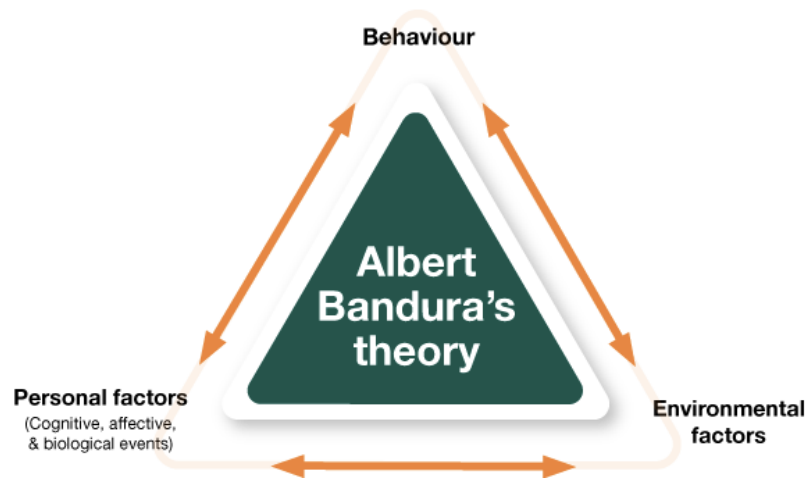 Behaviour
Albert
Bandura's
theory
Personal factors
(Cognitive, affective,
& biological events)
Environmental
factors